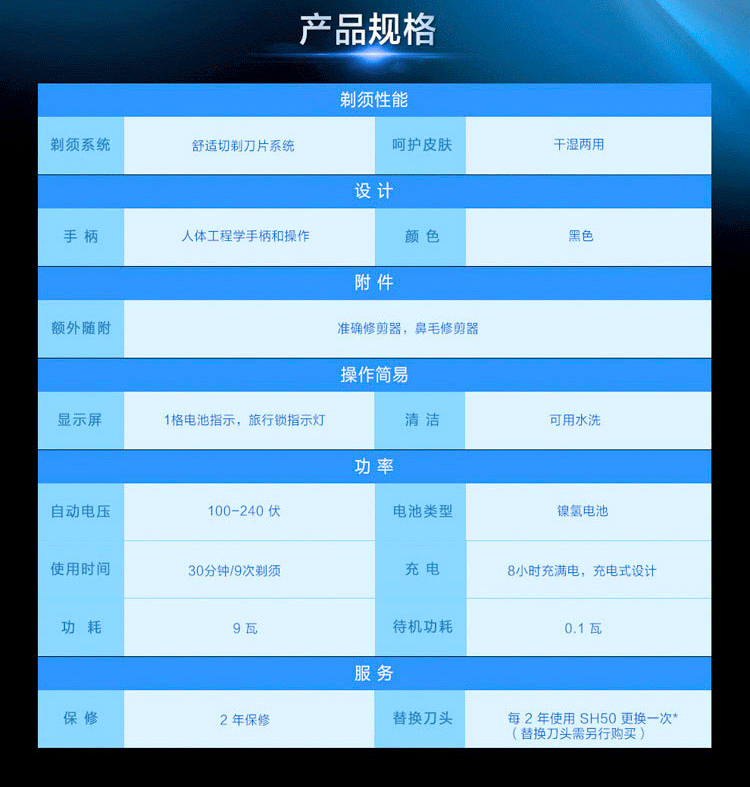 产品规格
剃须性能
剃须系统 舒适切剃刀片系统 呵护皮肤 干湿两用
设计
手柄 人体工程学手柄和操作 颜色 黑色
附件
额外随附 准确修剪器，鼻毛修剪器
操作简易
显示屏 1格电池指示，旅行锁指示灯 清洁 可用水洗
功率
自动电压 100-240 伏 电池类型 镍氢电池
使用时间 30分钟/9次剃须 充电 8小时充满电，充电式设计
功耗 9 瓦 待机功耗 0.1 瓦
服务
保修 2 年保修 替换刀头 每 2 年使用 SH50 更换一次*
（替换刀头需另行购买）